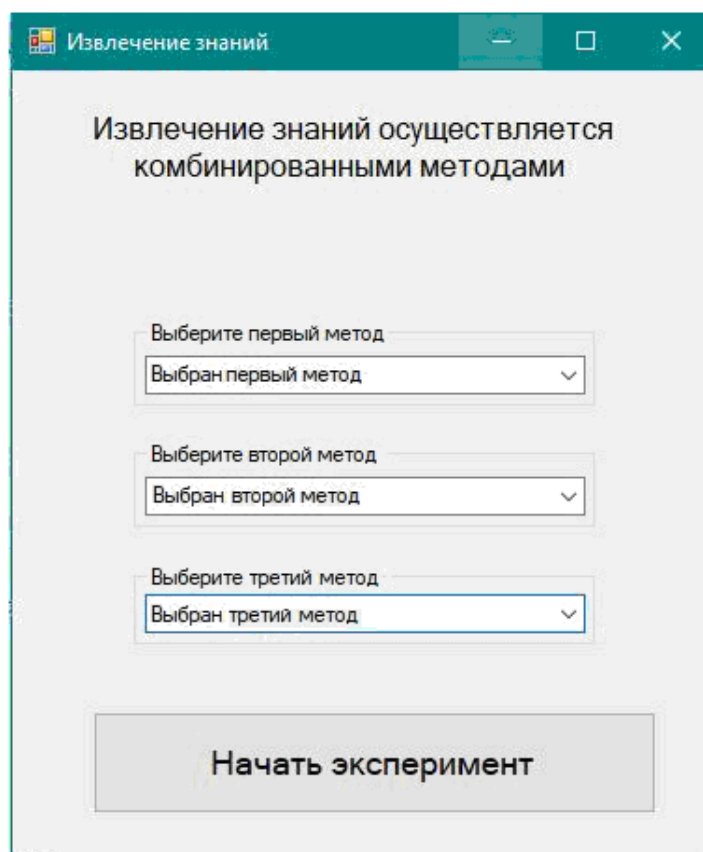 Извлечение знаний
Извлечение знаний осуществляется
комбинированными методами
Выберите первый метод
Выбран первый метод
Выберите второй метод
Выбран второй метод
Выберите третий метод
Выбран третий метод
Начать эксперимент